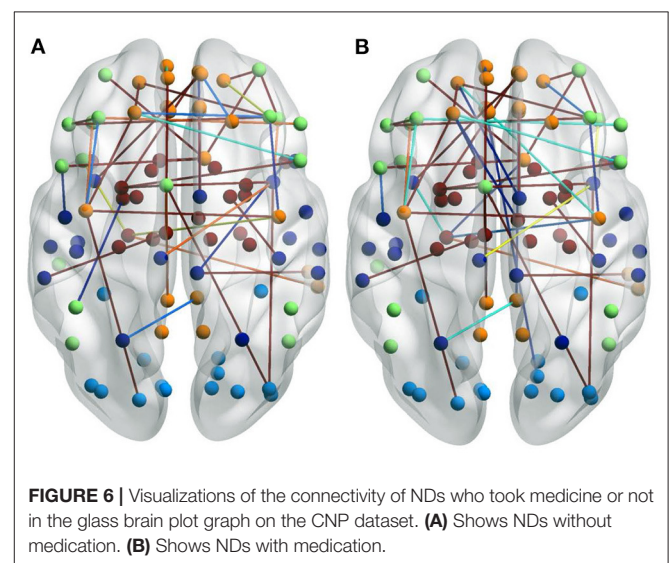 A
B
FIGURE 6 | Visualizations of the connectivity of NDs who took medicine or not
in the glass brain plot graph on the CNP dataset. (A) Shows NDs without
medication. (B) Shows NDs with medication.